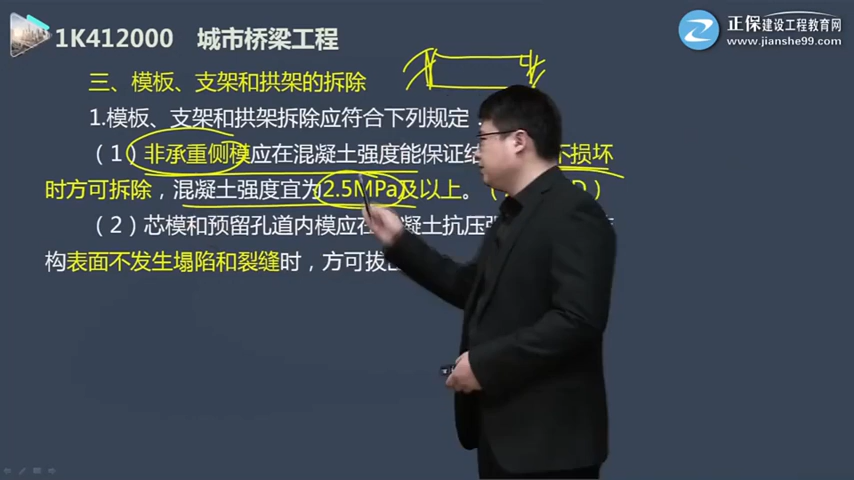 1K412000 城市桥梁工程
正保建设工程教育网
www.jianshe99.com
三、模板、支架和拱架的拆除
1.模板、支架和拱架拆除应符合下列规定
（1）非承重侧模应在混凝土强度能保证结 不损坏
时方可拆除，混凝土强度宜为2.5MPa及以上。（ D）
（2）芯模和预留孔道内模应在 凝土抗压
构表面不发生塌陷和裂缝时，方可拔